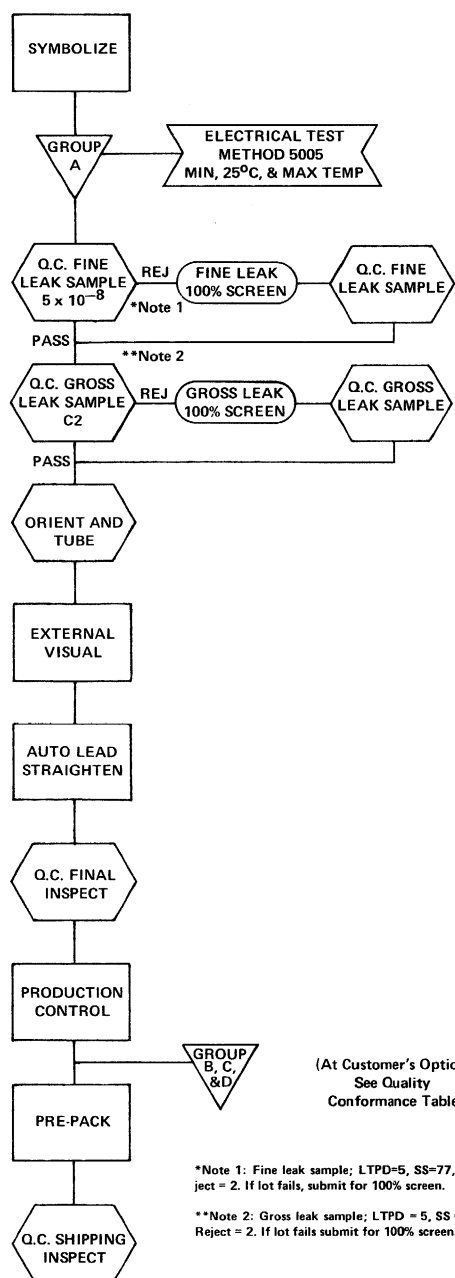 SYMBOLIZE
GROUP
A
ELECTRICAL TEST
METHOD 5005
MIN, 25°C, & MAX TEMP
Q.C. FINE
LEAK SAMPLE
5 x 10⁻⁸
REJ
*Note 1
FINE LEAK
100% SCREEN
Q.C. FINE
LEAK SAMPLE
PASS
**Note 2
Q.C. GROSS
LEAK SAMPLE
C2
REJ
GROSS LEAK
100% SCREEN
Q.C. GROSS
LEAK SAMPLE
PASS
ORIENT AND
TUBE
EXTERNAL
VISUAL
AUTO LEAD
STRAIGHTEN
Q.C. FINAL
INSPECT
PRODUCTION
CONTROL
GROUP
B, C,
&D
(At Customer's Optio
See Quality
Conformance Table
PRE-PACK
*Note 1: Fine leak sample; LTPD=5, SS=77,
ject = 2. If lot fails, submit for 100% screen.
**Note 2: Gross leak sample; LTPD = 5, SS =
Reject = 2. If lot fails submit for 100% screen.
Q.C. SHIPPING
INSPECT